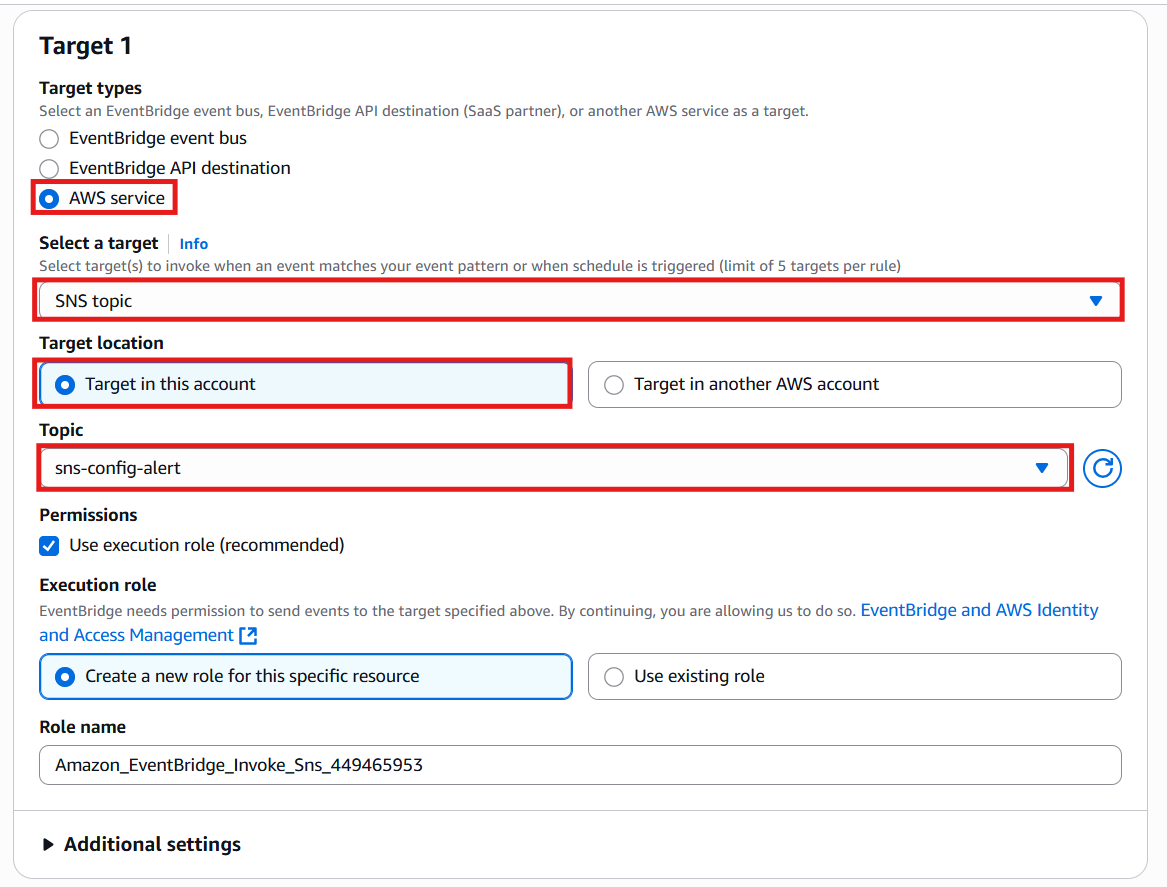 Target 1
Target types
Select an EventBridge event bus, EventBridge API destination (SaaS partner), or another AWS service as a target.
EventBridge event bus
EventBridge API destination
AWS service
Select a target Info
Select target(s) to invoke when an event matches your event pattern or when schedule is triggered (limit of 5 targets per rule)
SNS topic
Target location
Target in this account Target in another AWS account
Topic
sns-config-alert
Permissions
Use execution role (recommended)
Execution role
EventBridge needs permission to send events to the target specified above. By continuing, you are allowing us to do so. EventBridge and AWS Identity
and Access Management
Create a new role for this specific resource Use existing role
Role name
Amazon_EventBridge_Invoke_Sns_449465953
Additional settings